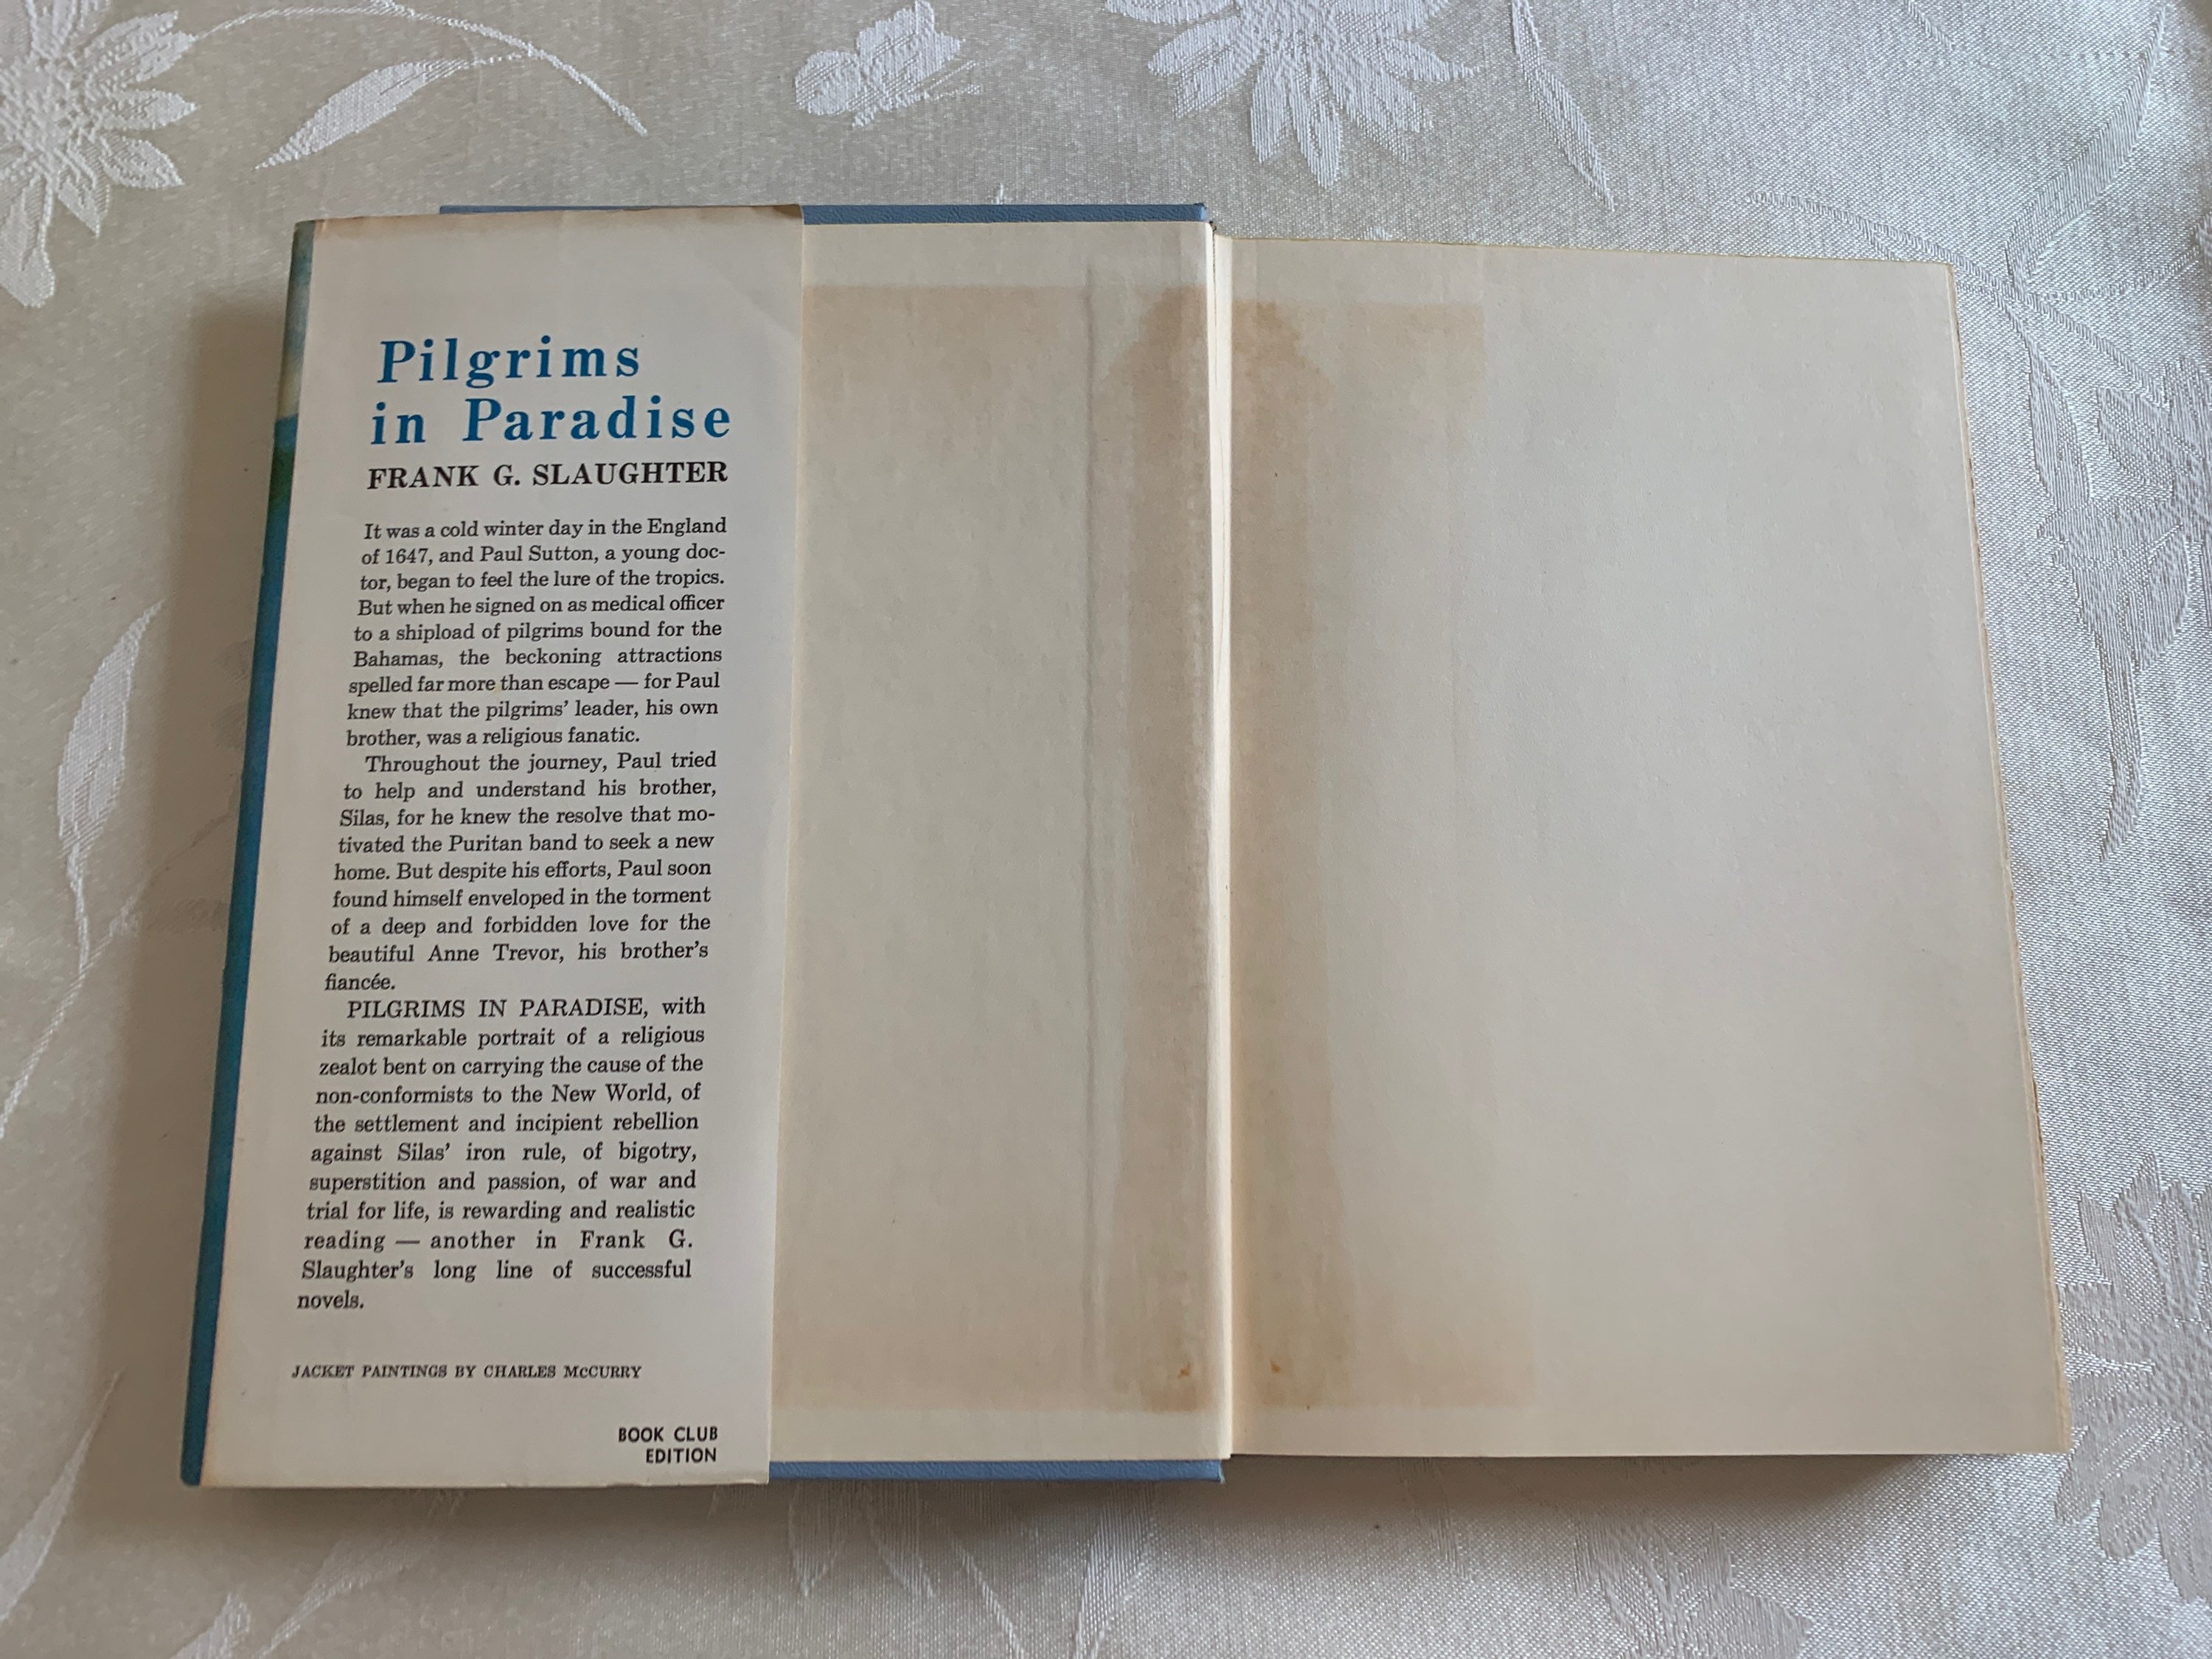 Pilgrims
in Paradise
FRANK G. SLAUGHTER
It was a cold winter day in the England
of 1647, and Paul Sutton, a young doc-
tor, began to feel the lure of the tropics.
But when he signed on as medical officer
to a shipload of pilgrims bound for the
Bahamas, the beckoning attractions
spelled far more than escape — for Paul
knew that the pilgrims' leader, his own
brother, was a religious fanatic.
Throughout the journey, Paul tried
to help and understand his brother,
Silas, for he knew the resolve that mo-
tivated the Puritan band to seek a new
home. But despite his efforts, Paul soon
found himself enveloped in the torment
of a deep and forbidden love for the
beautiful Anne Trevor, his brother's
fiancée.
PILGRIMS IN PARADISE, with
its remarkable portrait of a religious
zealot bent on carrying the cause of the
non-conformists to the New World, of
the settlement and incipient rebellion
against Silas' iron rule, of bigotry,
superstition and passion, of war and
trial for life, is rewarding and realistic
reading — another in Frank G.
Slaughter's long line of successful
novels.
JACKET PAINTINGS BY CHARLES McCURRY
BOOK CLUB
EDITION